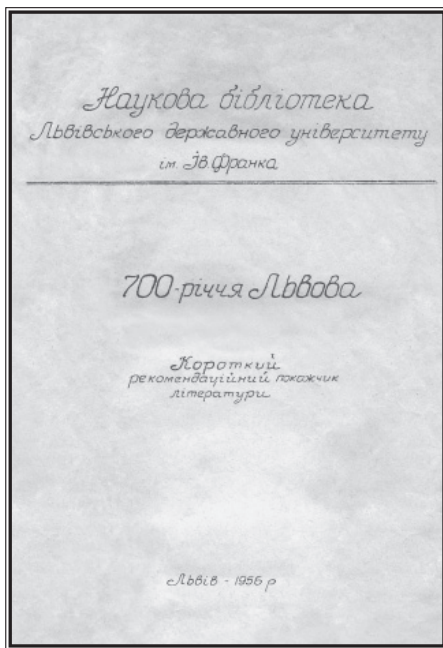 Наукова бібліотека
Львівського державного університету
ім. Ів. Франка
700-річчя Львова
Короткий
рекомендаційний покажчик
літератури
Львів - 1956 р